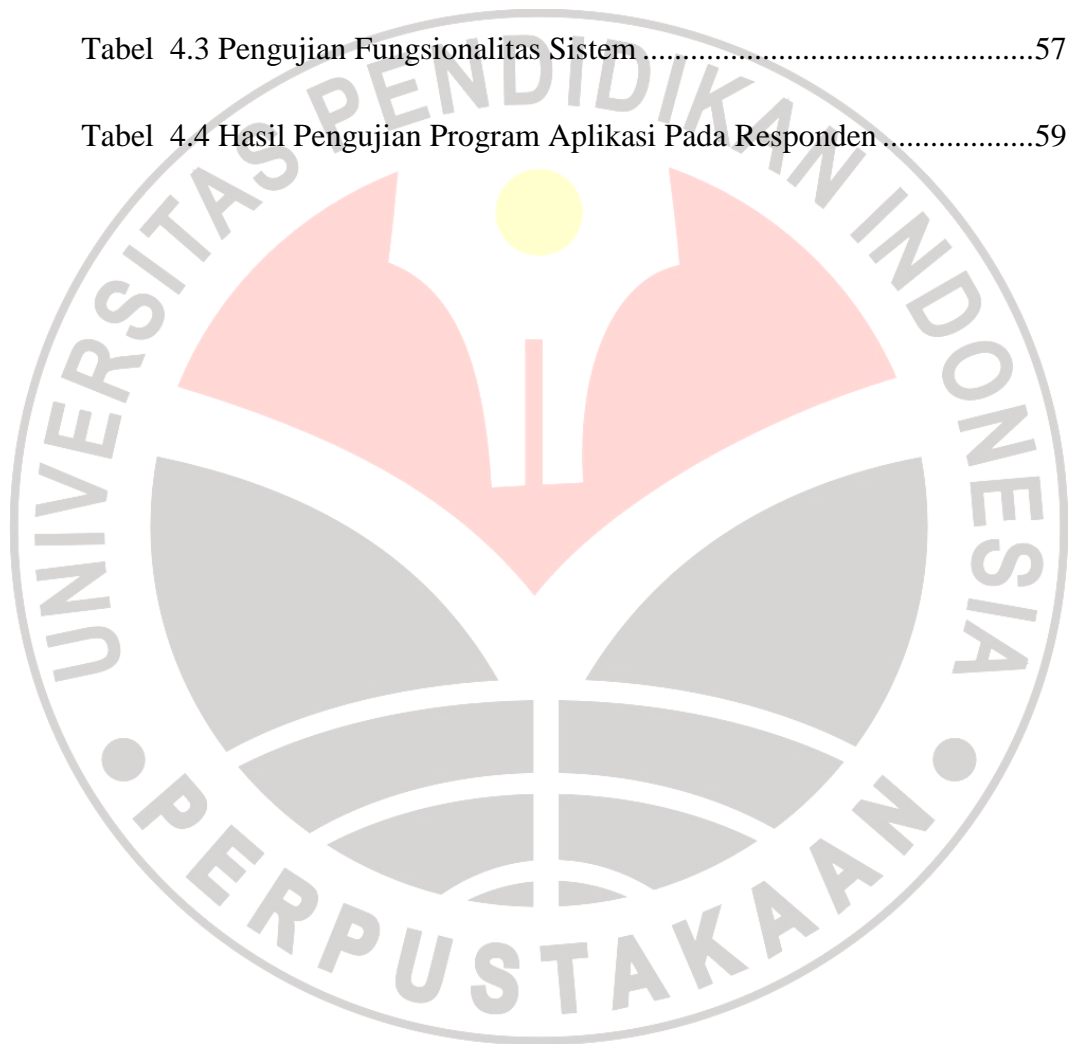 Tabel 4.3 Pengujian Fungsionalitas Sistem ................................................57
Tabel 4.4 Hasil Pengujian Program Aplikasi Pada Responden ...................59
UNIVERSITAS PENDIDIKAN INDONESIA
PERPUSTAKAAN